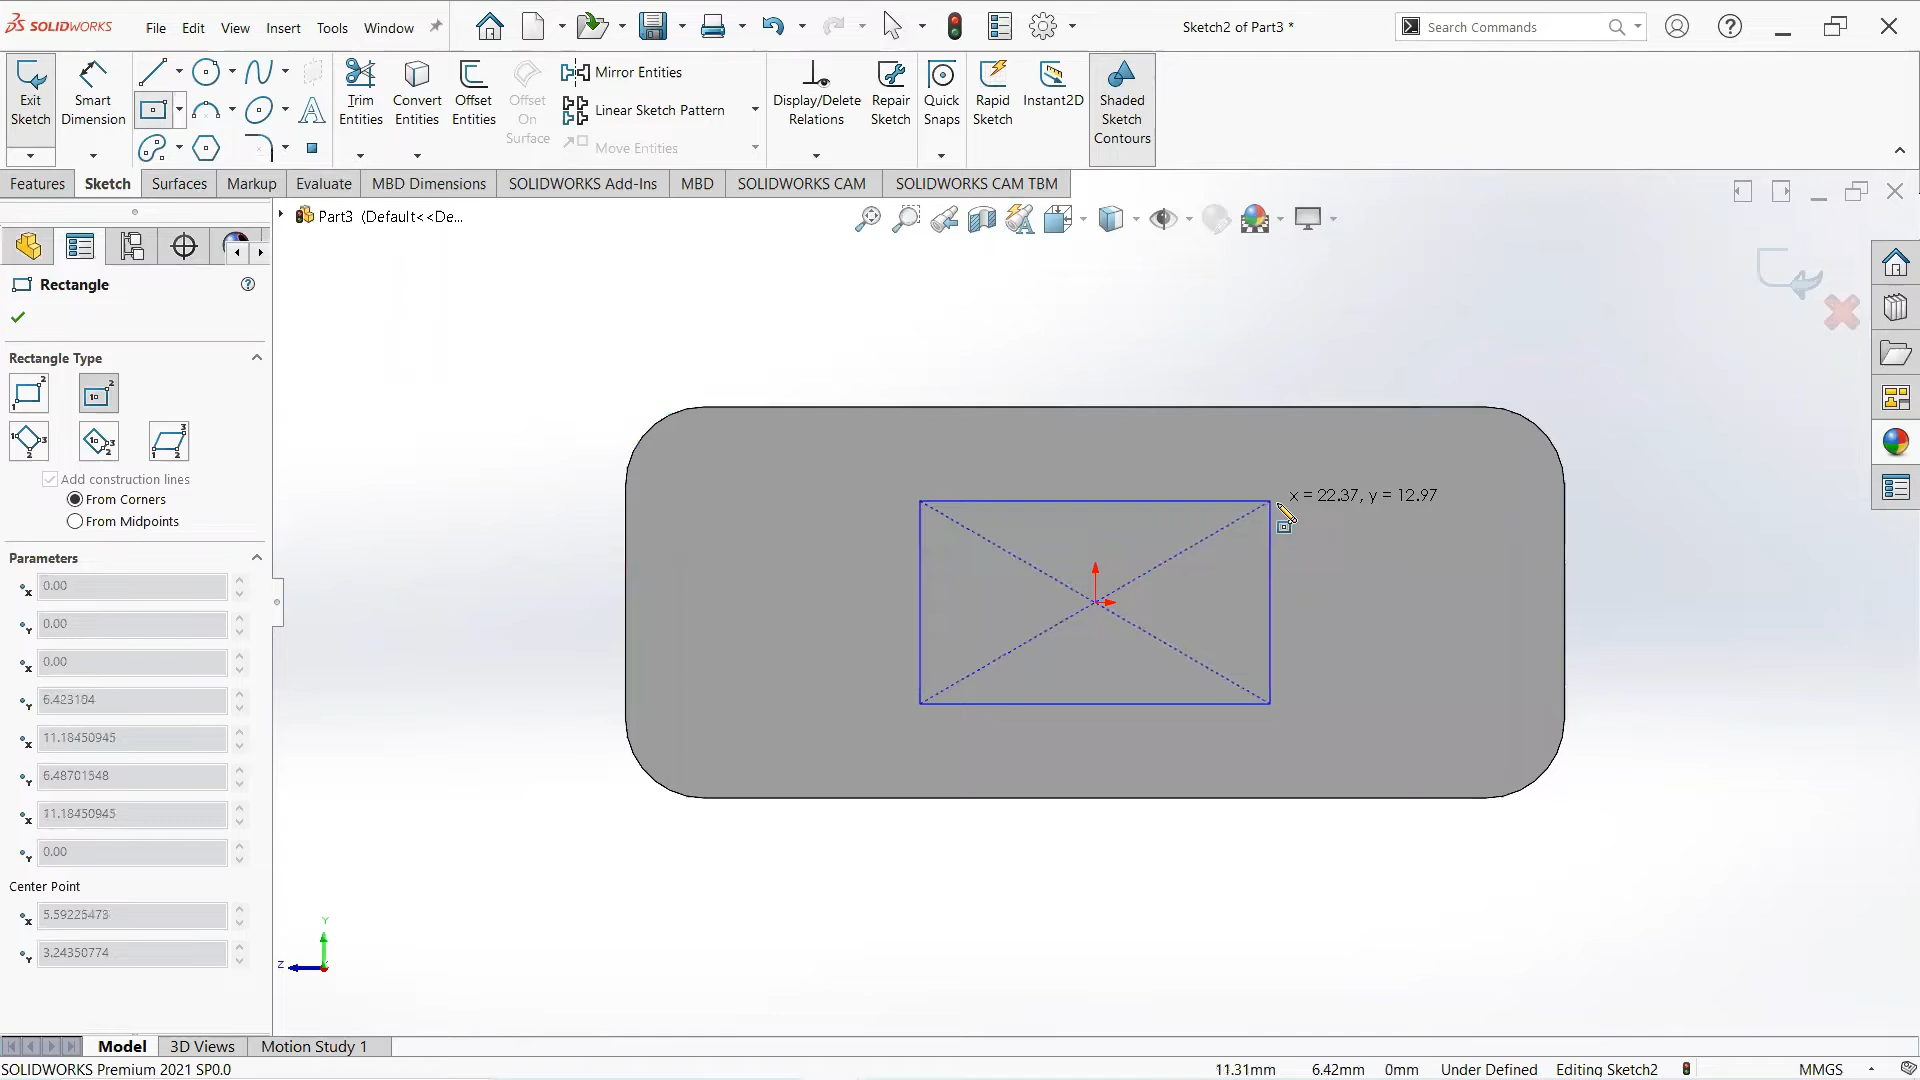 SOLIDWORKS File Edit View Insert Tools Window Sketch2 of Part3 * Search Commands
Exit Sketch
Smart Dimension
Trim Entities
Convert Entities
Offset Entities
Offset On Surface
Mirror Entities
Linear Sketch Pattern
Move Entities
Display/Delete Relations
Repair Sketch
Quick Snaps
Rapid Sketch
Instant2D
Shaded Sketch Contours
Features Sketch Surfaces Markup Evaluate MBD Dimensions SOLIDWORKS Add-Ins MBD SOLIDWORKS CAM SOLIDWORKS CAM TBM
Part3 (Default<<De...
Rectangle
Rectangle Type
Add construction lines
From Corners
From Midpoints
Parameters
0.00
0.00
0.00
6.423104
11.18450945
6.48701548
11.18450945
0.00
Center Point
5.59225473
3.24350774
x = 22.37, y = 12.97
Y
Z
Model 3D Views Motion Study 1
SOLIDWORKS Premium 2021 SP0.0 11.31mm 6.42mm 0mm Under Defined Editing Sketch2 MMGS